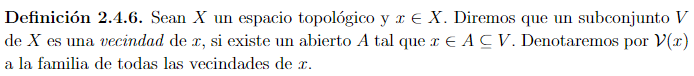 Definición 2.4.6. Sean X un espacio topológico y x ∈ X. Diremos que un subconjunto V
de X es una vecindad de x, si existe un abierto A tal que x ∈ A ⊆ V. Denotaremos por 𝒱(x)
a la familia de todas las vecindades de x.